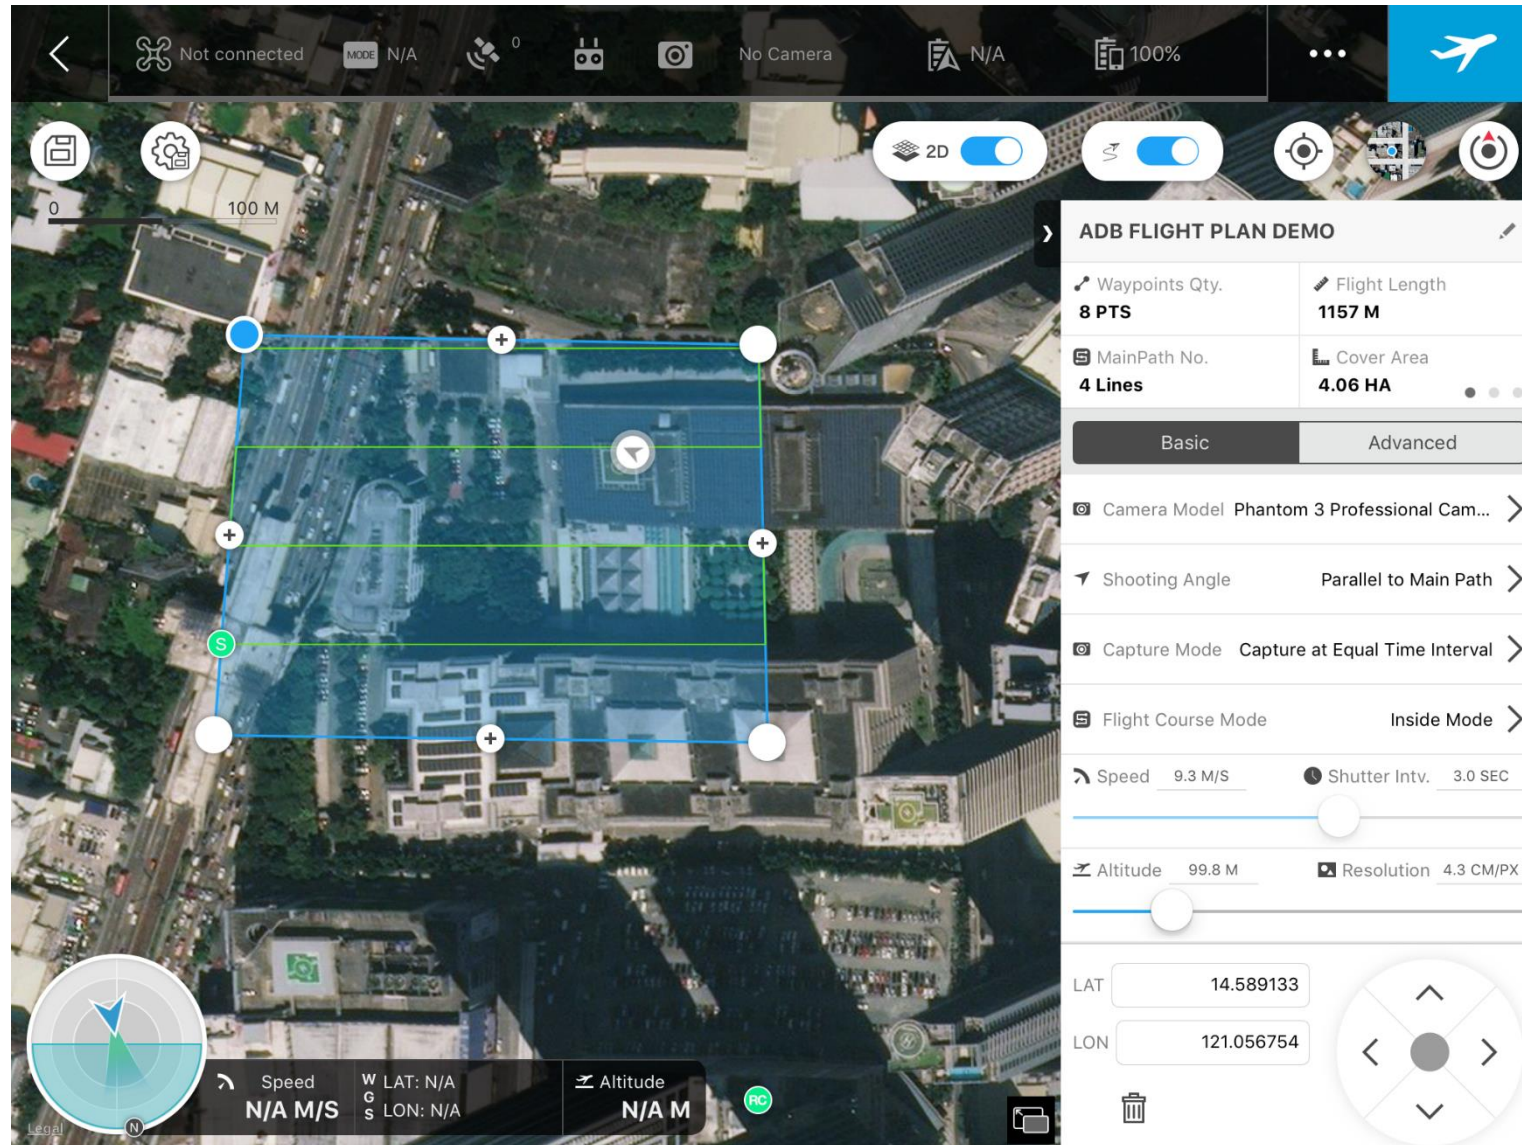 Not connected
MODE N/A
0
No Camera
N/A
100%
2D
0 100 M
ADB FLIGHT PLAN DEMO
Waypoints Qty. Flight Length
8 PTS 1157 M
MainPath No. Cover Area
4 Lines 4.06 HA
Basic Advanced
Camera Model Phantom 3 Professional Cam...
Shooting Angle Parallel to Main Path
Capture Mode Capture at Equal Time Interval
S
Flight Course Mode Inside Mode
Speed 9.3 M/S Shutter Intv. 3.0 SEC
Altitude 99.8 M Resolution 4.3 CM/PX
LAT 14.589133
LON 121.056754
Speed WGS LAT: N/A Altitude
N/A M/S LON: N/A N/A M
RC
Legal N